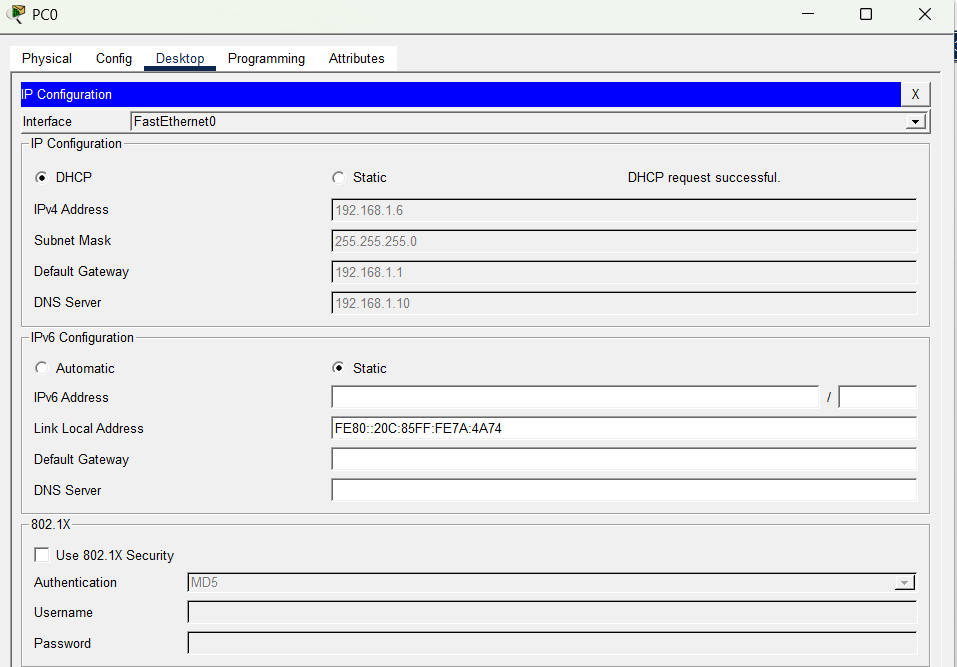 PC0
Physical Config Desktop Programming Attributes
IP Configuration X
Interface FastEthernet0
IP Configuration
DHCP Static DHCP request successful.
IPv4 Address 192.168.1.6
Subnet Mask 255.255.255.0
Default Gateway 192.168.1.1
DNS Server 192.168.1.10
IPv6 Configuration
Automatic Static
IPv6 Address /
Link Local Address FE80::20C:85FF:FE7A:4A74
Default Gateway
DNS Server
802.1X
Use 802.1X Security
Authentication MD5
Username
Password